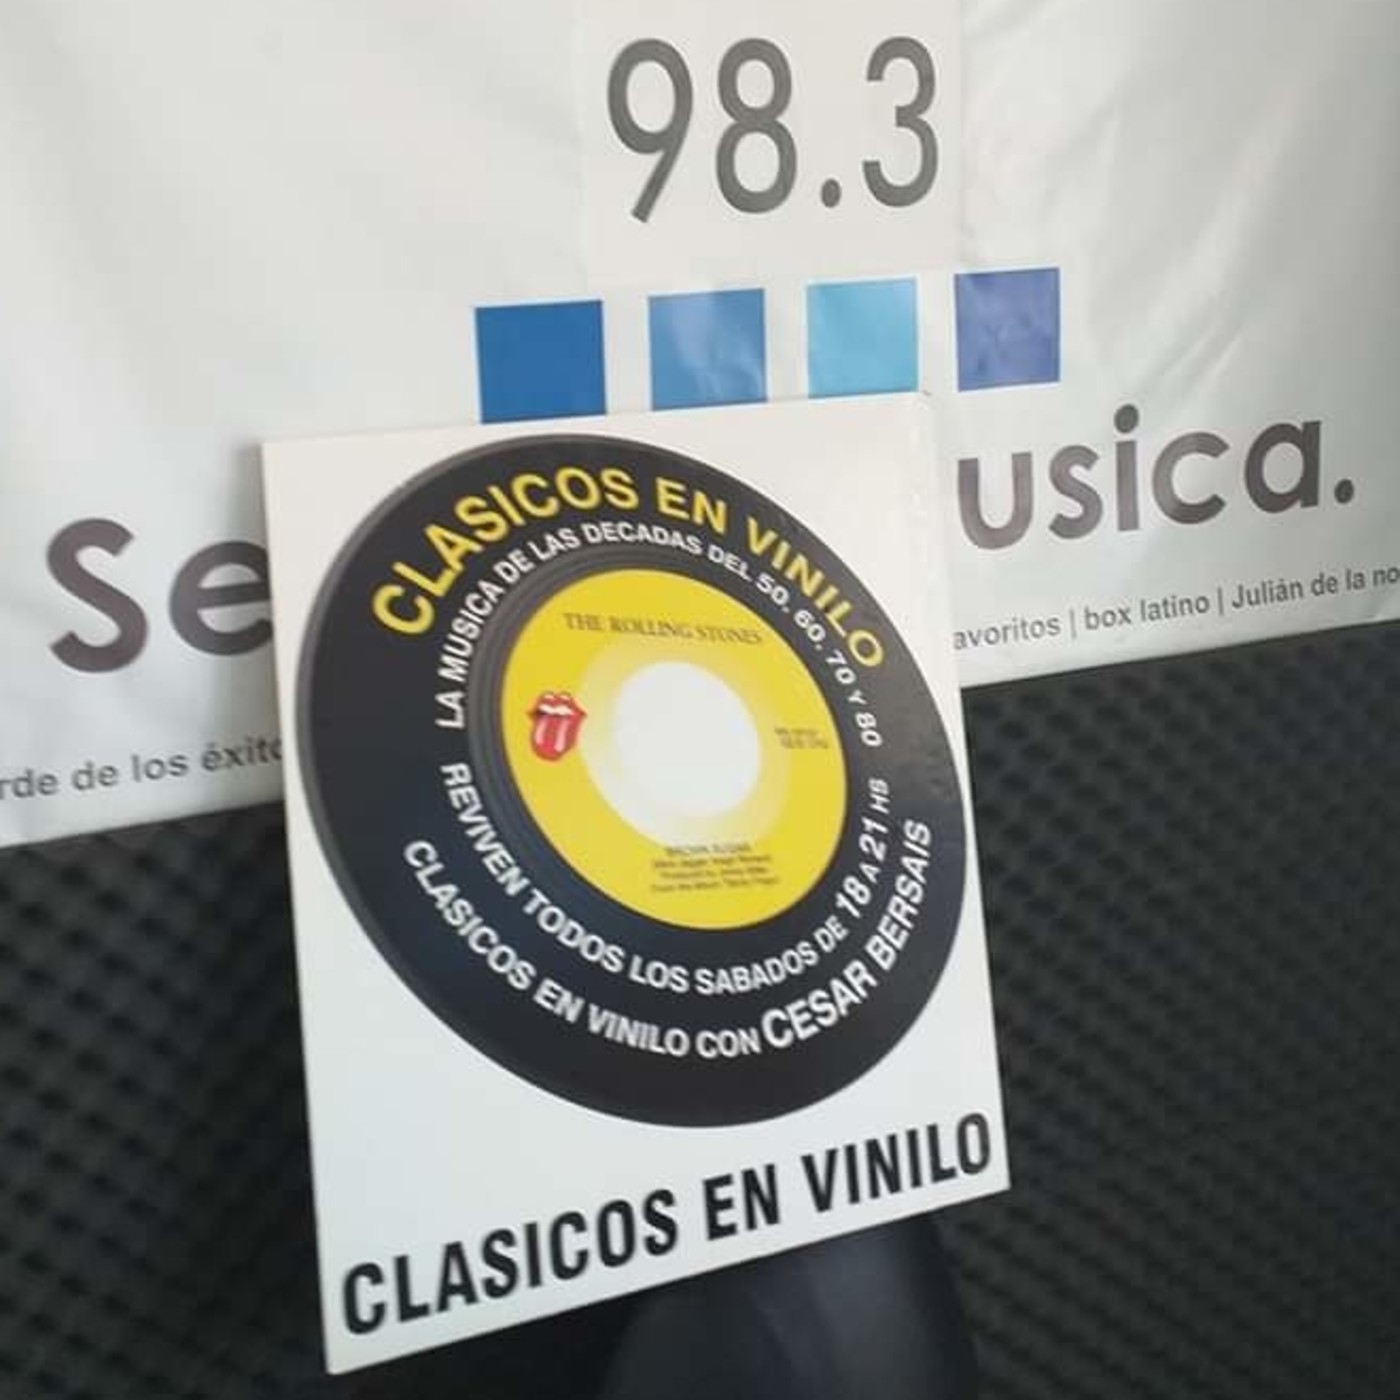 98.3
Se
usica.
rde de los éxito
avoritos | box latino | Julián de la no
CLASICOS EN VINILO
LA MUSICA DE LAS DECADAS DEL 50. 60. 70 Y 80
THE ROLLING STONES
REVIVEN TODOS LOS SABADOS DE 18 A 21 HS
CLASICOS EN VINILO CON CESAR BERSAIS
CLASICOS EN VINILO